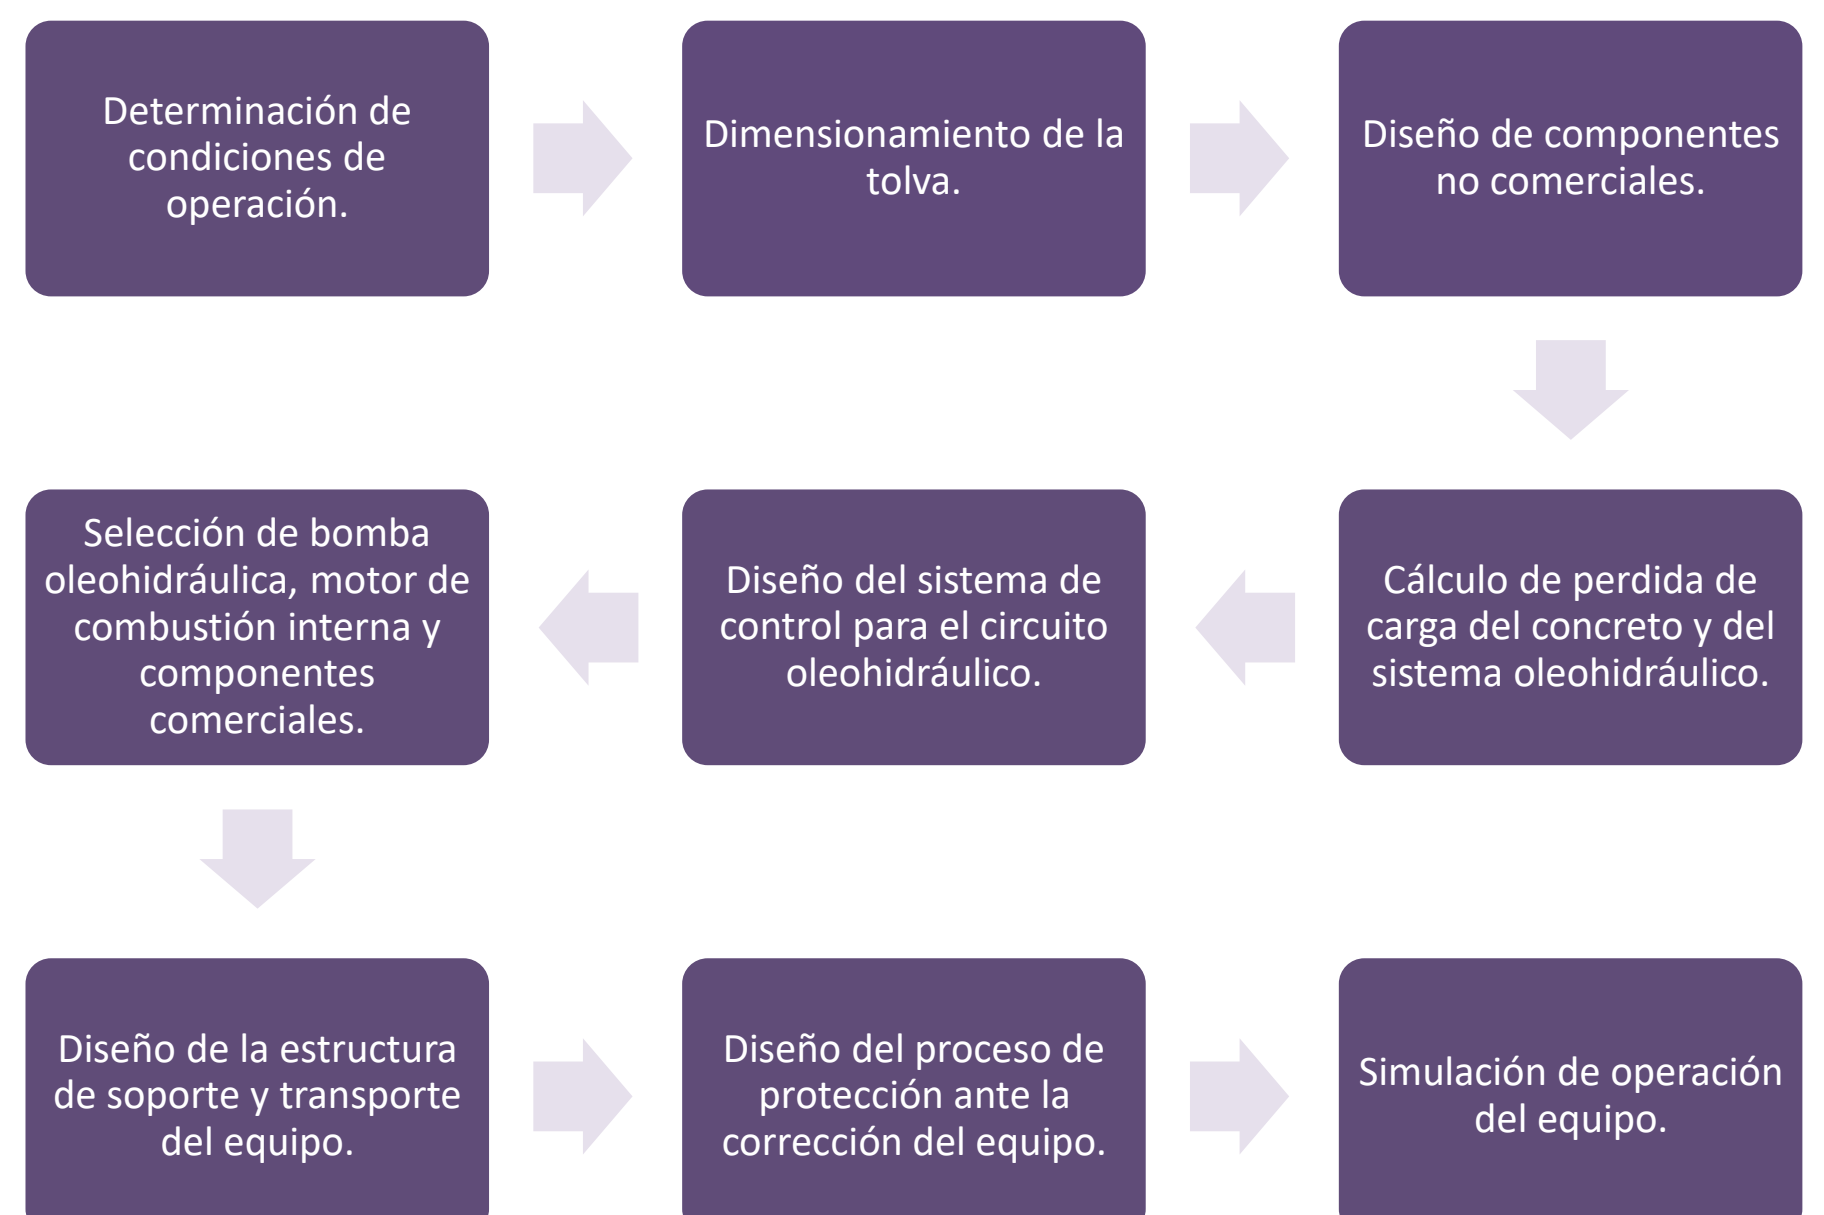 Determinación de
condiciones de
operación.
Dimensionamiento de la
tolva.
Diseño de componentes
no comerciales.
Cálculo de perdida de
carga del concreto y del
sistema oleohidráulico.
Diseño del sistema de
control para el circuito
oleohidráulico.
Selección de bomba
oleohidráulica, motor de
combustión interna y
componentes
comerciales.
Diseño de la estructura
de soporte y transporte
del equipo.
Diseño del proceso de
protección ante la
corrección del equipo.
Simulación de operación
del equipo.